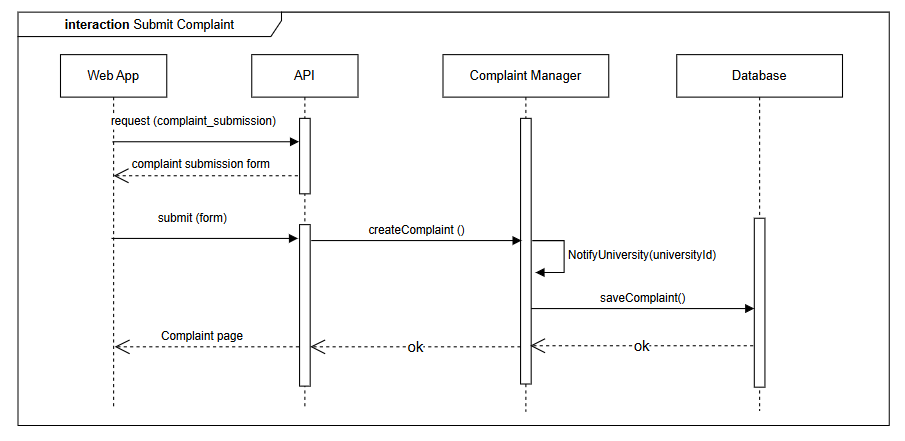 interaction Submit Complaint
Web App
API
Complaint Manager
Database
request (complaint_submission)
complaint submission form
submit (form)
createComplaint ()
NotifyUniversity(universityId)
saveComplaint()
Complaint page
ok
ok